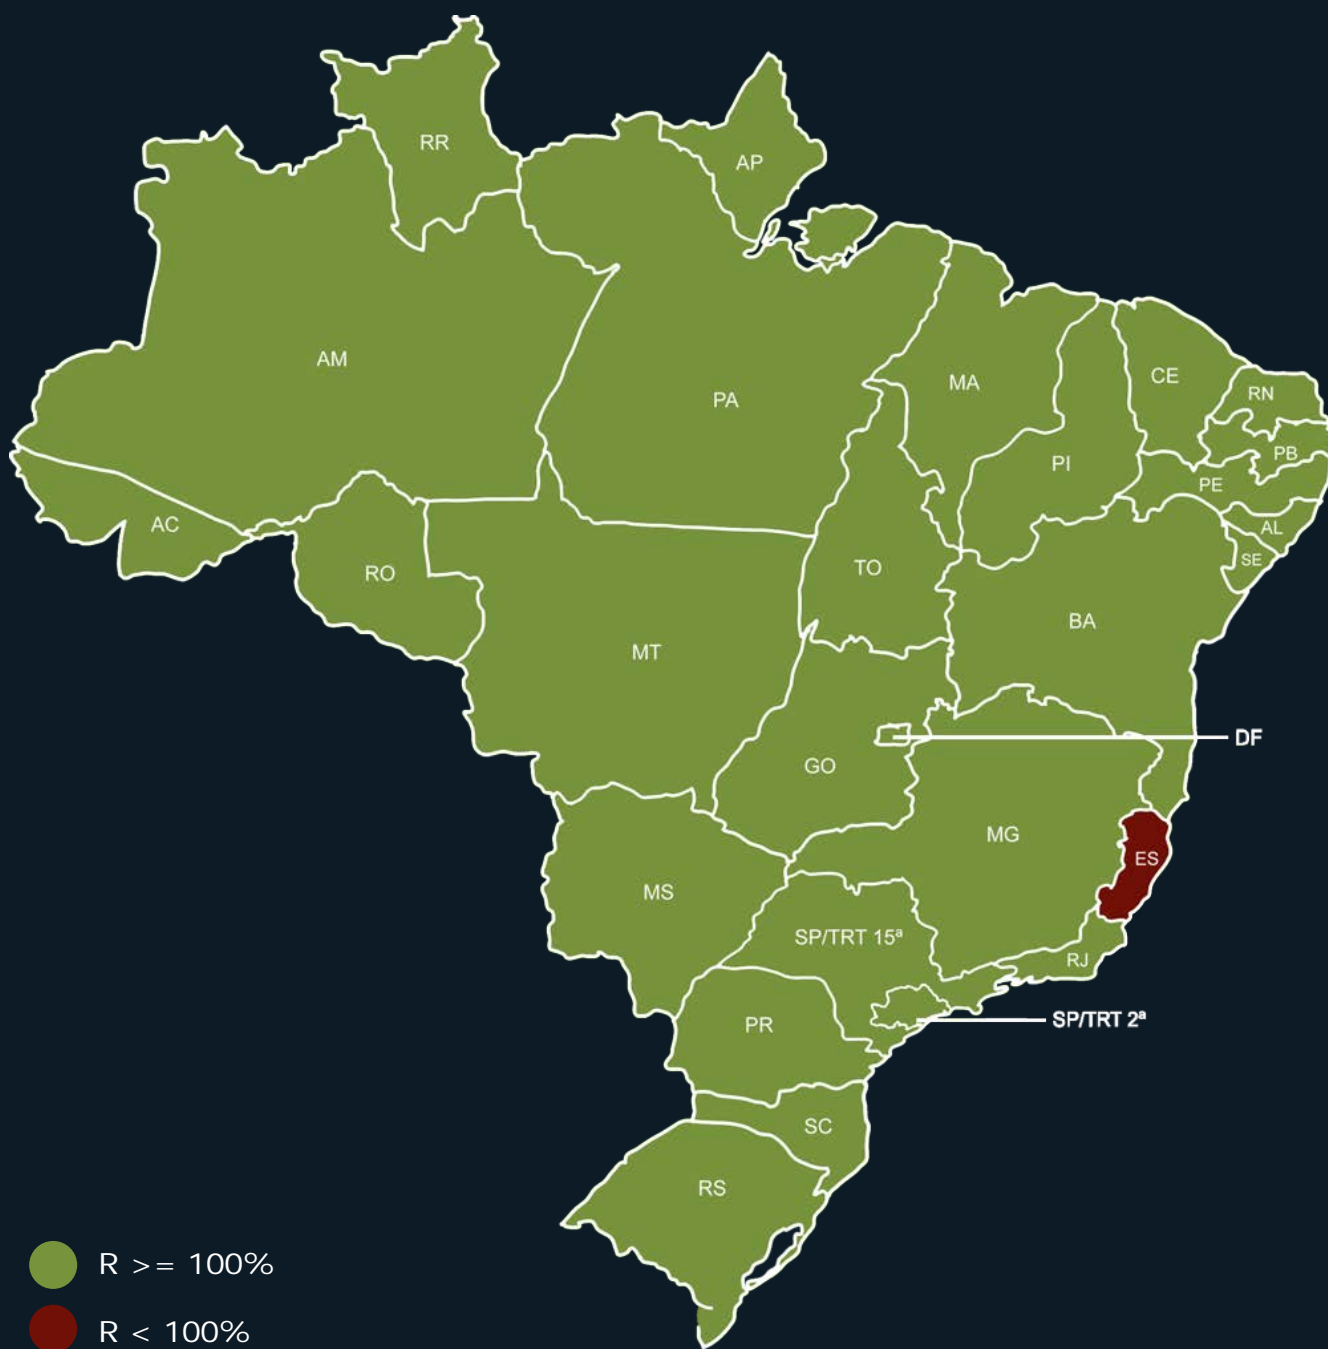 RR
AP
AM
PA
MA
CE
RN
PB
PI
PE
AC
AL
SE
RO
TO
BA
MT
DF
GO
MG
ES
MS
SP/TRT 15ª
RJ
SP/TRT 2ª
PR
SC
RS
R >= 100%
R < 100%